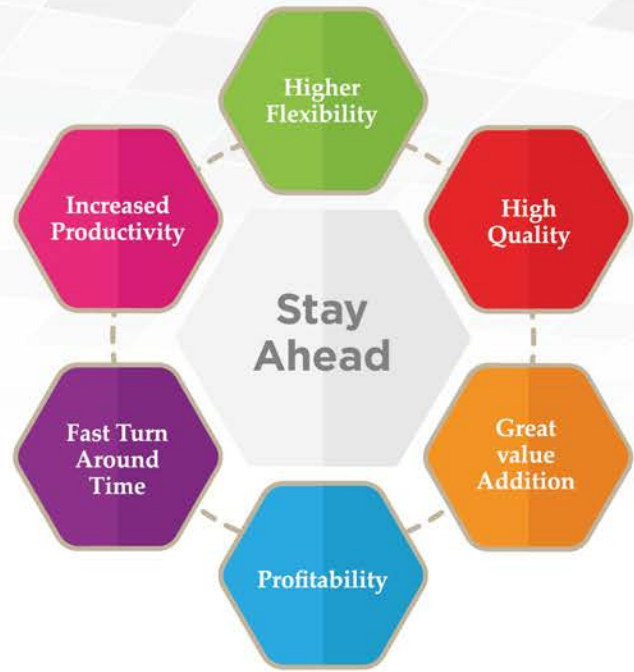 Higher
Flexibility
High
Quality
Great
value
Addition
Profitability
Fast Turn
Around
Time
Increased
Productivity
Stay
Ahead